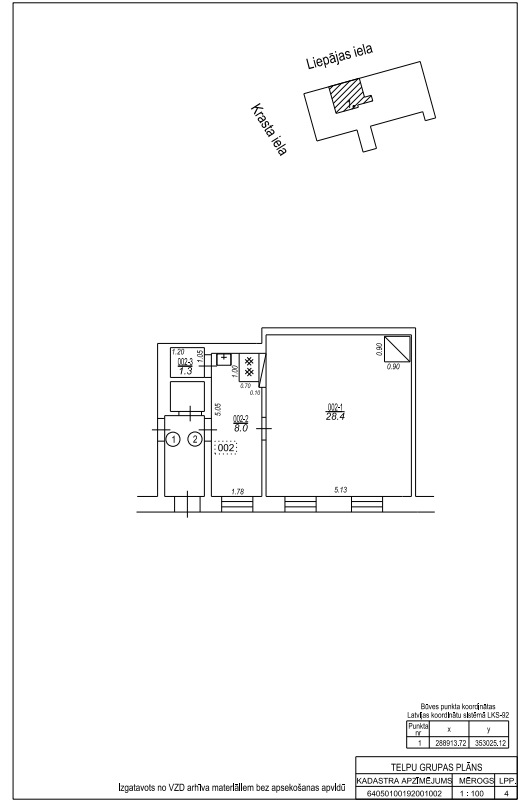 Liepājas iela
Krasta iela
1
1.20
1.05
002-3
1.3
1.00
0.70
0.10
0.90
0.90
5.05
002-2
8.0
002-1
28.4
1
2
002
1.78
5.13
Būves punkta koordinātas
Latvijas koordinātu sistēmā LKS-92
Punkta nr x y
1 288913.72 353025.12
TELPU GRUPAS PLĀNS
KADASTRA APZĪMĒJUMS MĒROGS LPP.
64050100192001002 1 : 100 4
Izgatavots no VZD arhīva materiāliem bez apsekošanas apvidū